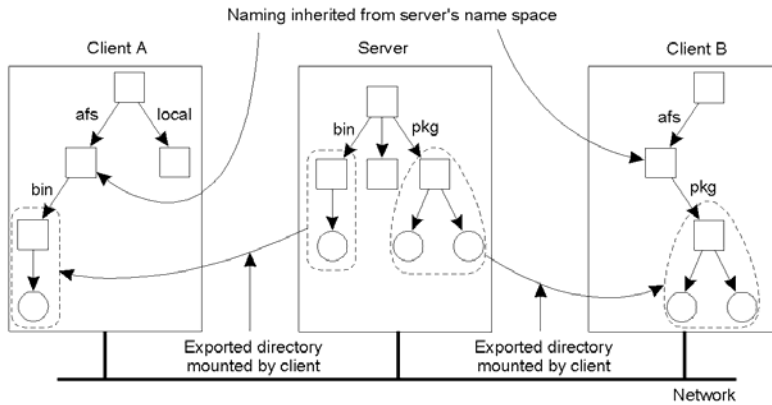 Naming inherited from server's name space
Client A
Server
Client B
afs
local
bin
bin
pkg
afs
pkg
Exported directory
mounted by client
Exported directory
mounted by client
Network